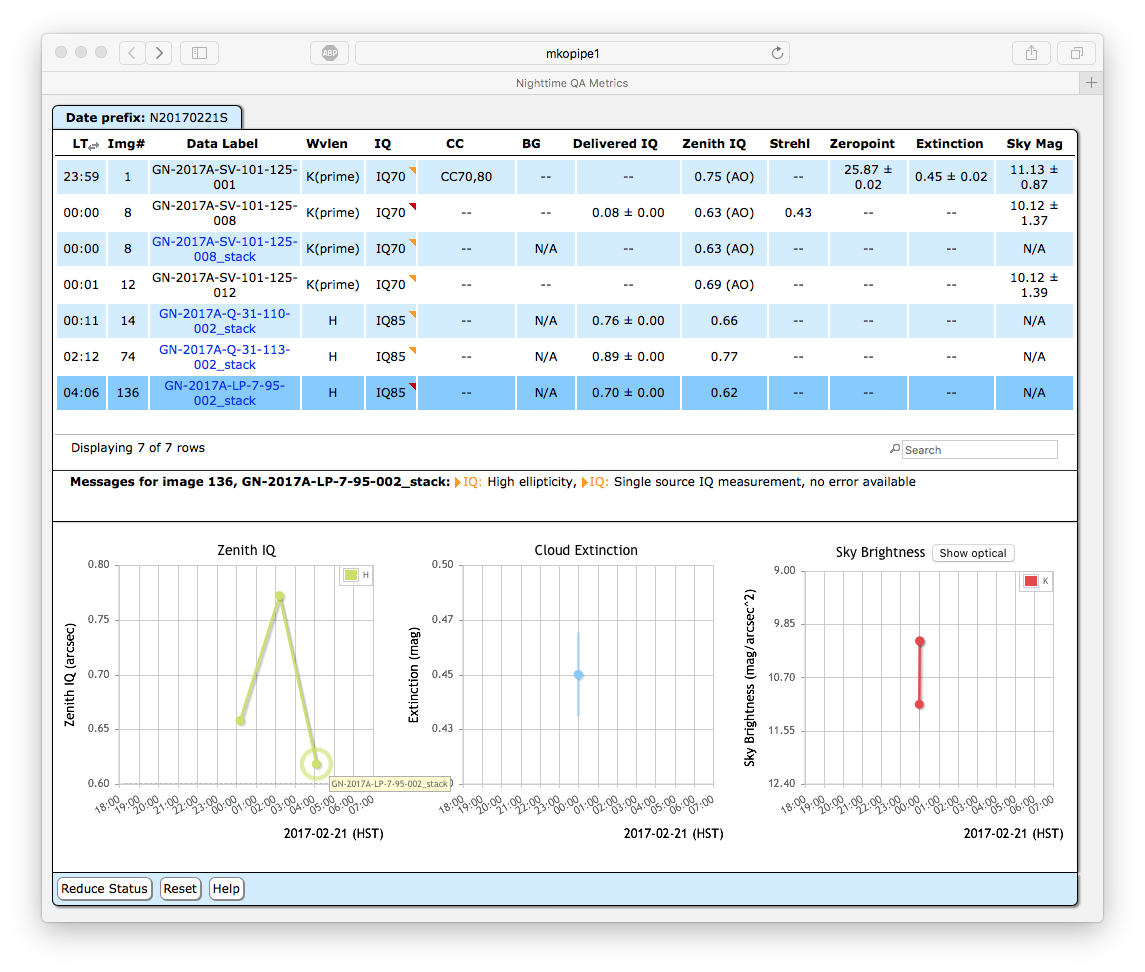 ABP
mkopipe1
Nighttime QA Metrics
+
Date prefix: N20170221S
LT Img# Data Label Wvlen IQ CC BG Delivered IQ Zenith IQ Strehl Zeropoint Extinction Sky Mag
23:59 1 GN-2017A-SV-101-125-001 K(prime) IQ70 CC70,80 -- -- 0.75 (AO) -- 25.87 ± 0.02 0.45 ± 0.02 11.13 ± 0.87
00:00 8 GN-2017A-SV-101-125-008 K(prime) IQ70 -- -- 0.08 ± 0.00 0.63 (AO) 0.43 -- -- 10.12 ± 1.37
00:00 8 GN-2017A-SV-101-125-008_stack K(prime) IQ70 -- N/A -- 0.63 (AO) -- -- -- N/A
00:01 12 GN-2017A-SV-101-125-012 K(prime) IQ70 -- -- -- 0.69 (AO) -- -- -- 10.12 ± 1.39
00:11 14 GN-2017A-Q-31-110-002_stack H IQ85 -- N/A 0.76 ± 0.00 0.66 -- -- -- N/A
02:12 74 GN-2017A-Q-31-113-002_stack H IQ85 -- N/A 0.89 ± 0.00 0.77 -- -- -- N/A
04:06 136 GN-2017A-LP-7-95-002_stack H IQ85 -- N/A 0.70 ± 0.00 0.62 -- -- -- N/A
Displaying 7 of 7 rows
Search
Messages for image 136, GN-2017A-LP-7-95-002_stack: IQ: High ellipticity, IQ: Single source IQ measurement, no error available
Zenith IQ
H
Zenith IQ (arcsec)
0.80
0.75
0.70
0.65
0.60
18:00 19:00 20:00 21:00 22:00 23:00 00:00 01:00 02:00 03:00 04:00 05:00 06:00 07:00
GN-2017A-LP-7-95-002_stack
2017-02-21 (HST)
Cloud Extinction
Extinction (mag)
0.50
0.47
0.45
0.43
18:00 19:00 20:00 21:00 22:00 23:00 00:00 01:00 02:00 03:00 04:00 05:00 06:00 07:00
2017-02-21 (HST)
Sky Brightness
Show optical
K
Sky Brightness (mag/arcsec^2)
9.00
9.85
10.70
11.55
12.40
18:00 19:00 20:00 21:00 22:00 23:00 00:00 01:00 02:00 03:00 04:00 05:00 06:00 07:00
2017-02-21 (HST)
Reduce Status
Reset
Help